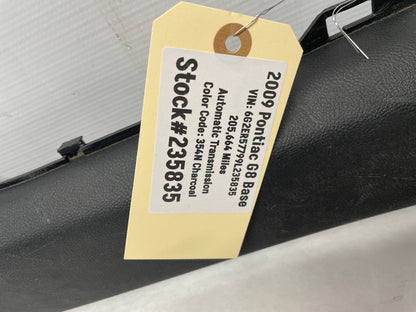 2009 Pontiac G8 Base
VIN: 6G2ER57799L235835
205,664 Miles
Automatic Transmission
Color Code: 354N Charcoal
Stock#235835